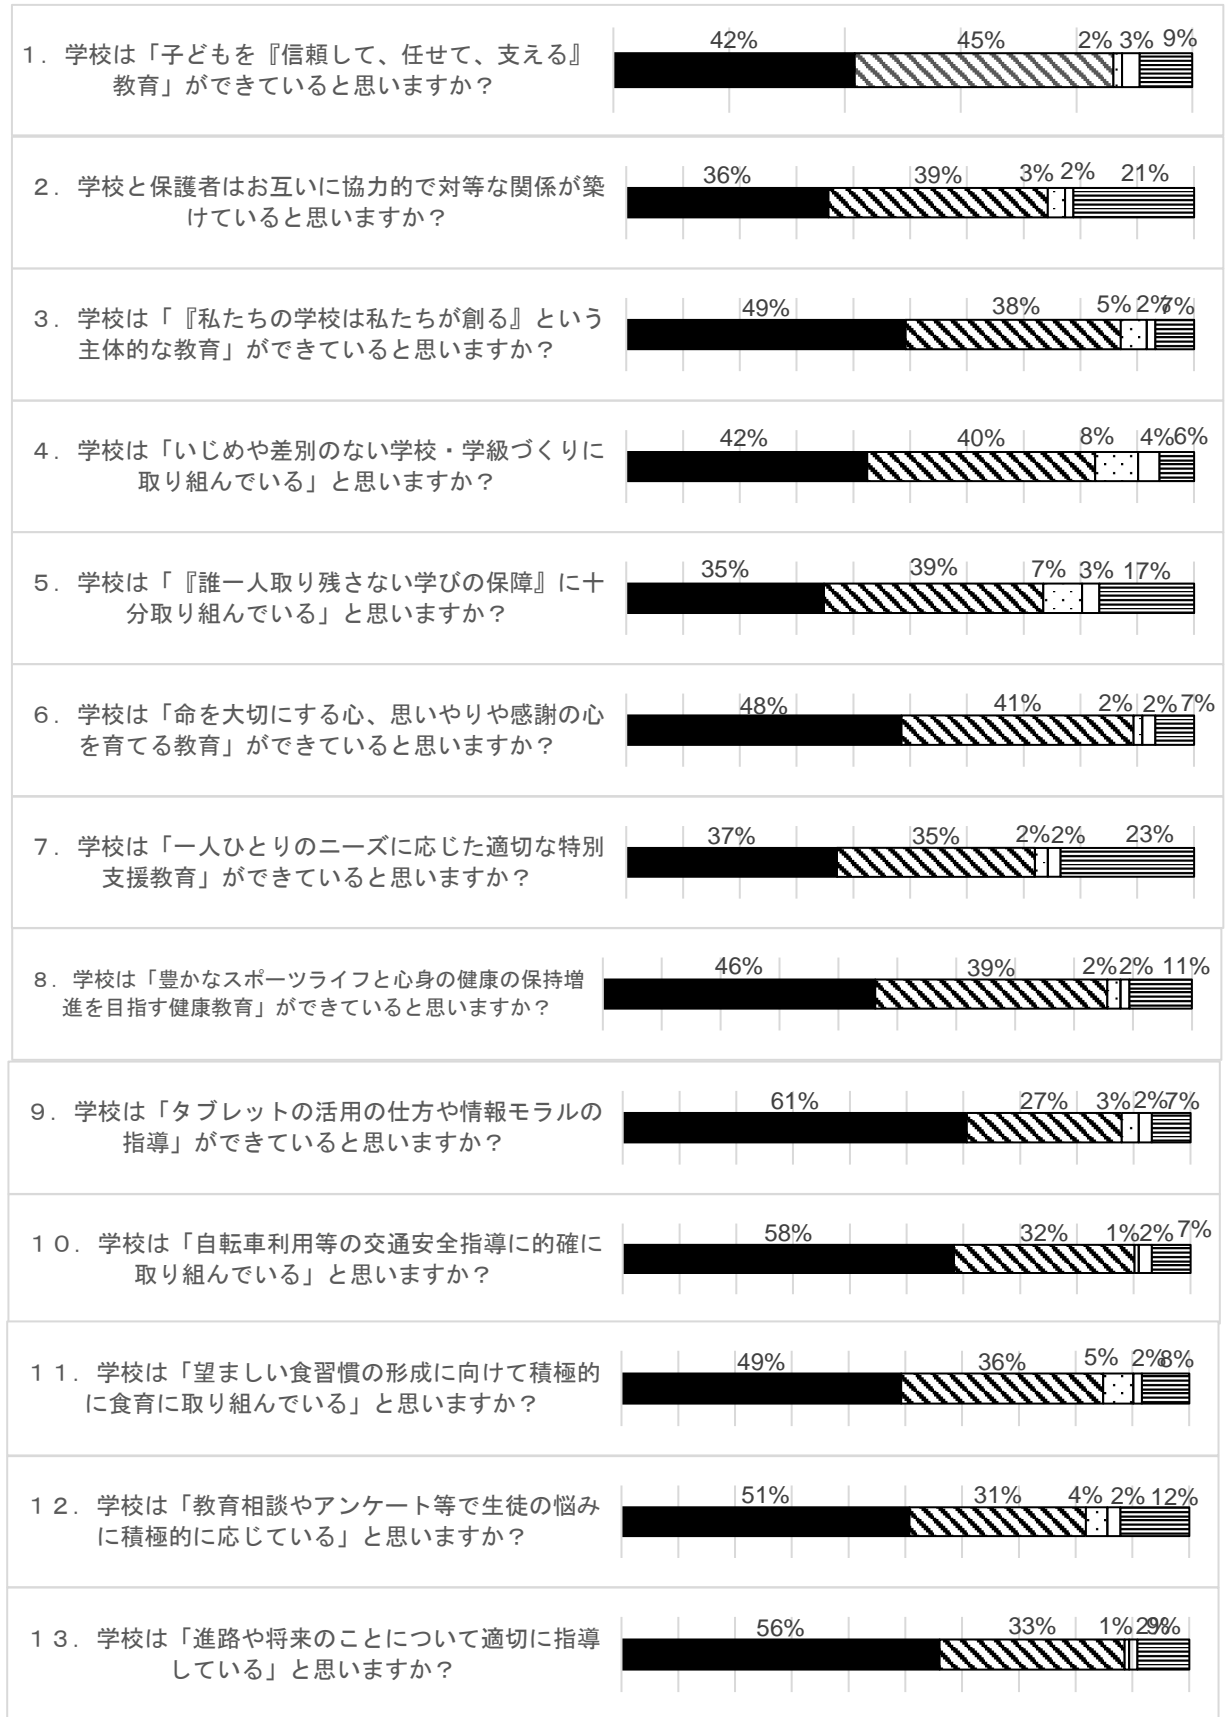 42% 45% 2% 3% 9%
1．学校は「子どもを『信頼して、任せて、支える』
教育」ができていると思いますか？
36% 39% 3% 2% 21%
2．学校と保護者はお互いに協力的で対等な関係が築
けていると思いますか？
49% 38% 5% 2% 7%
3．学校は「『私たちの学校は私たちが創る』という
主体的な教育」ができていると思いますか？
42% 40% 8% 4% 6%
4．学校は「いじめや差別のない学校・学級づくりに
取り組んでいる」と思いますか？
35% 39% 7% 3% 17%
5．学校は「『誰一人取り残さない学びの保障』に十
分取り組んでいる」と思いますか？
48% 41% 2% 2% 7%
6．学校は「命を大切にする心、思いやりや感謝の心
を育てる教育」ができていると思いますか？
37% 35% 2% 2% 23%
7．学校は「一人ひとりのニーズに応じた適切な特別
支援教育」ができていると思いますか？
46% 39% 2% 2% 11%
8．学校は「豊かなスポーツライフと心身の健康の保持増
進を目指す健康教育」ができていると思いますか？
61% 27% 3% 2% 7%
9．学校は「タブレットの活用の仕方や情報モラルの
指導」ができていると思いますか？
58% 32% 1% 2% 7%
10．学校は「自転車利用等の交通安全指導に的確に
取り組んでいる」と思いますか？
49% 36% 5% 2% 8%
11．学校は「望ましい食習慣の形成に向けて積極的
に食育に取り組んでいる」と思いますか？
51% 31% 4% 2% 12%
12．学校は「教育相談やアンケート等で生徒の悩み
に積極的に応じている」と思いますか？
56% 33% 1% 2% 9%
13．学校は「進路や将来のことについて適切に指導
している」と思いますか？